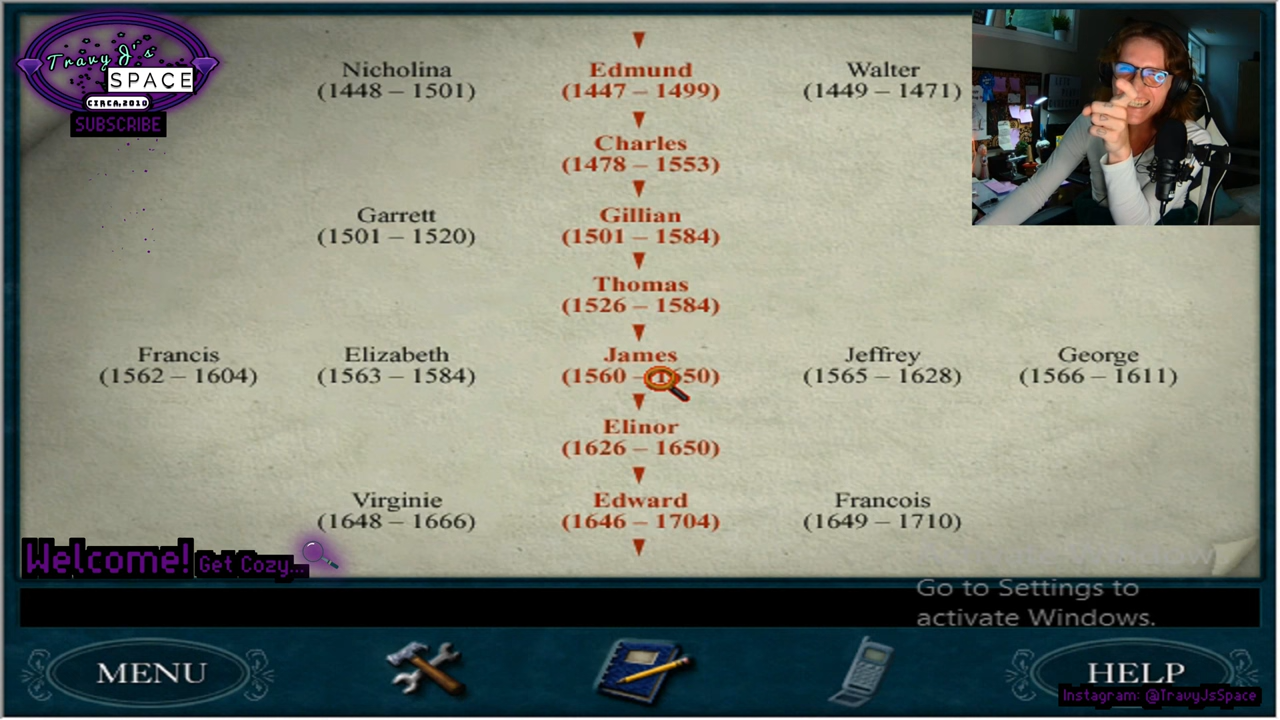 Travy J's
SPACE
CIRCA.2010
SUBSCRIBE
Nicholina
(1448 – 1501)
Edmund
(1447 – 1499)
Walter
(1449 – 1471)
Charles
(1478 – 1553)
Garrett
(1501 – 1520)
Gillian
(1501 – 1584)
Thomas
(1526 – 1584)
Francis
(1562 – 1604)
Elizabeth
(1563 – 1584)
James
(1560 – 1650)
Jeffrey
(1565 – 1628)
George
(1566 – 1611)
Elinor
(1626 – 1650)
Virginie
(1648 – 1666)
Edward
(1646 – 1704)
Francois
(1649 – 1710)
Welcome! Get Cozy...
Go to Settings to
activate Windows.
MENU
HELP
Instagram: @TravyJsSpace